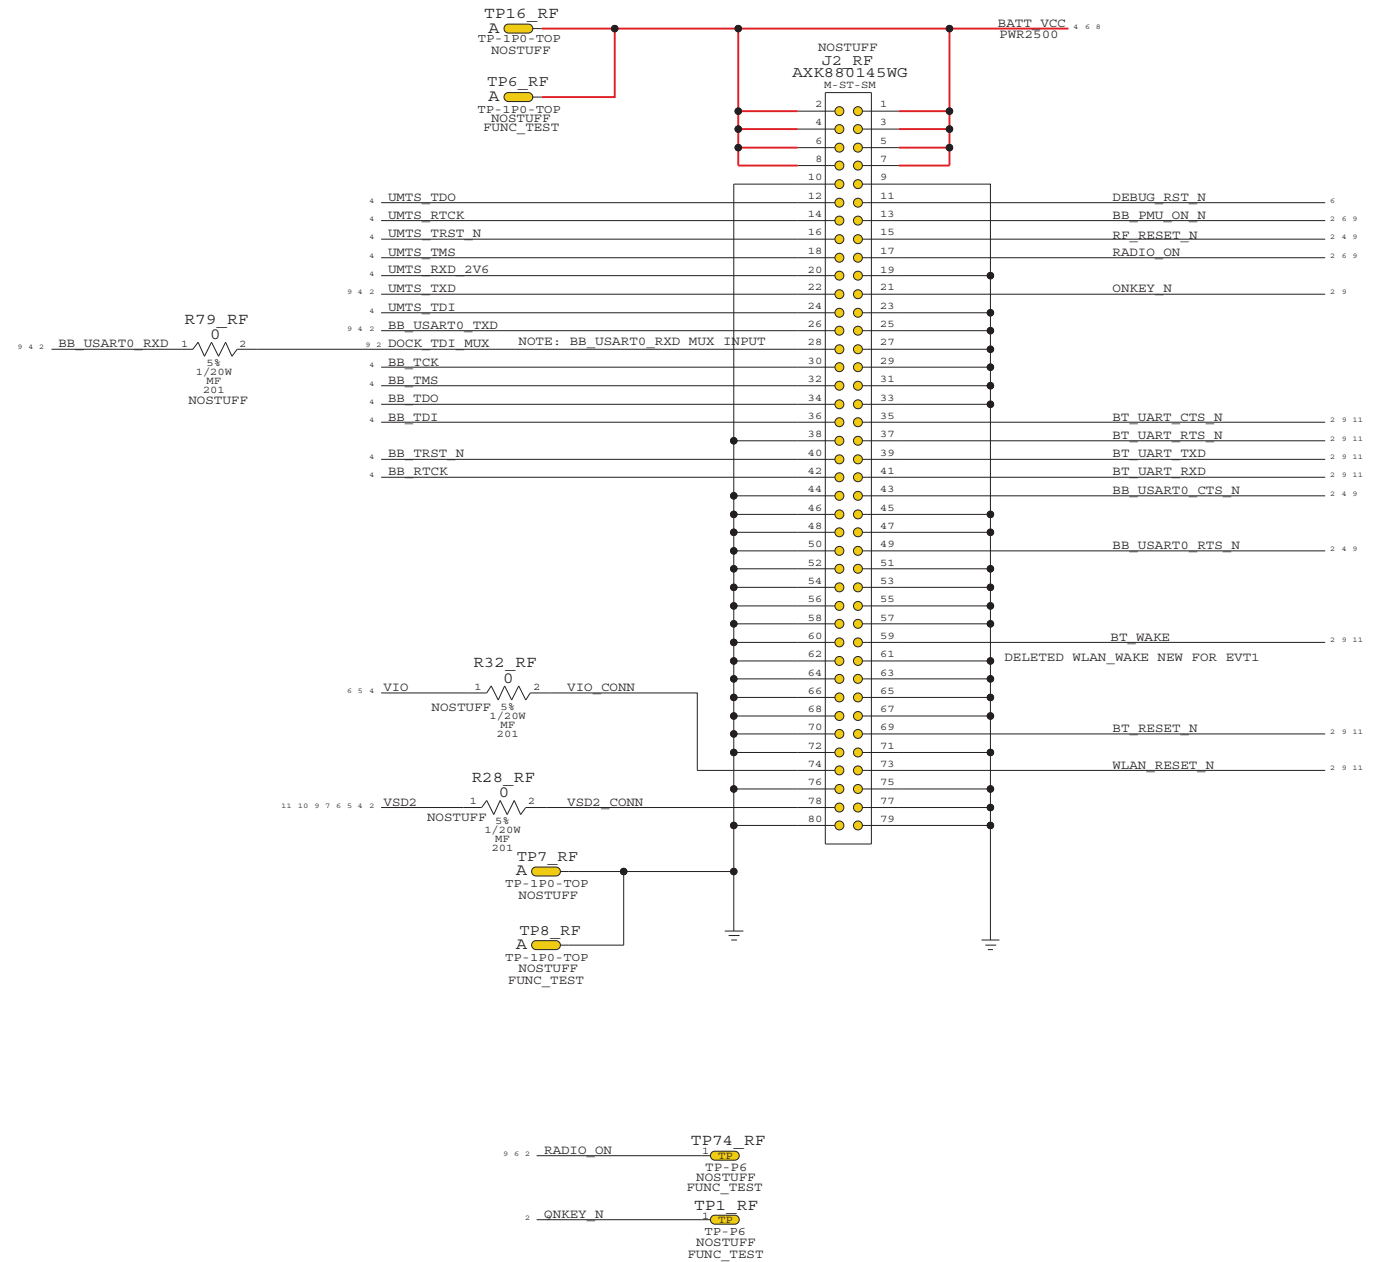 TP16_RF
A
TP-1P0-TOP
NOSTUFF
BATT_VCC 4 6 8
PWR2500
TP6_RF
A
TP-1P0-TOP
NOSTUFF
FUNC_TEST
NOSTUFF
J2_RF
AXK880145WG
M-ST-SM
2 1
4 3
6 5
8 7
10 9
4 UMTS_TDO 12 11 DEBUG_RST_N 6
4 UMTS_RTCK 14 13 BB_PMU_ON_N 2 6 9
4 UMTS_TRST_N 16 15 RF_RESET_N 2 4 9
4 UMTS_TMS 18 17 RADIO_ON 2 6 9
4 UMTS_RXD_2V6 20 19
9 4 2 UMTS_TXD 22 21 ONKEY_N 2 9
4 UMTS_TDI 24 23
R79_RF
0
9 4 2 BB_USART0_TXD 26 25
9 4 2 BB_USART0_RXD 1 2 9 2 DOCK_TDI_MUX NOTE: BB_USART0_RXD MUX INPUT 28 27
5%
1/20W
MF
201
NOSTUFF
4 BB_TCK 30 29
4 BB_TMS 32 31
4 BB_TDO 34 33
4 BB_TDI 36 35 BT_UART_CTS_N 2 9 11
38 37 BT_UART_RTS_N 2 9 11
4 BB_TRST_N 40 39 BT_UART_TXD 2 9 11
4 BB_RTCK 42 41 BT_UART_RXD 2 9 11
44 43 BB_USART0_CTS_N 2 4 9
46 45
48 47
50 49 BB_USART0_RTS_N 2 4 9
52 51
54 53
56 55
58 57
60 59 BT_WAKE 2 9 11
62 61 DELETED WLAN_WAKE NEW FOR EVT1
64 63
R32_RF
0
6 5 4 VIO 1 2 VIO_CONN
NOSTUFF 5%
1/20W
MF
201
66 65
68 67
70 69 BT_RESET_N 2 9 11
72 71
74 73 WLAN_RESET_N 2 9 11
76 75
R28_RF
0
11 10 9 7 6 5 4 2 VSD2 1 2 VSD2_CONN 78 77
NOSTUFF 5%
1/20W
MF
201
80 79
TP7_RF
A
TP-1P0-TOP
NOSTUFF
TP8_RF
A
TP-1P0-TOP
NOSTUFF
FUNC_TEST
TP74_RF
9 6 2 RADIO_ON 1 TP
TP-P6
NOSTUFF
FUNC_TEST
TP1_RF
2 9 ONKEY_N 1 TP
TP-P6
NOSTUFF
FUNC_TEST